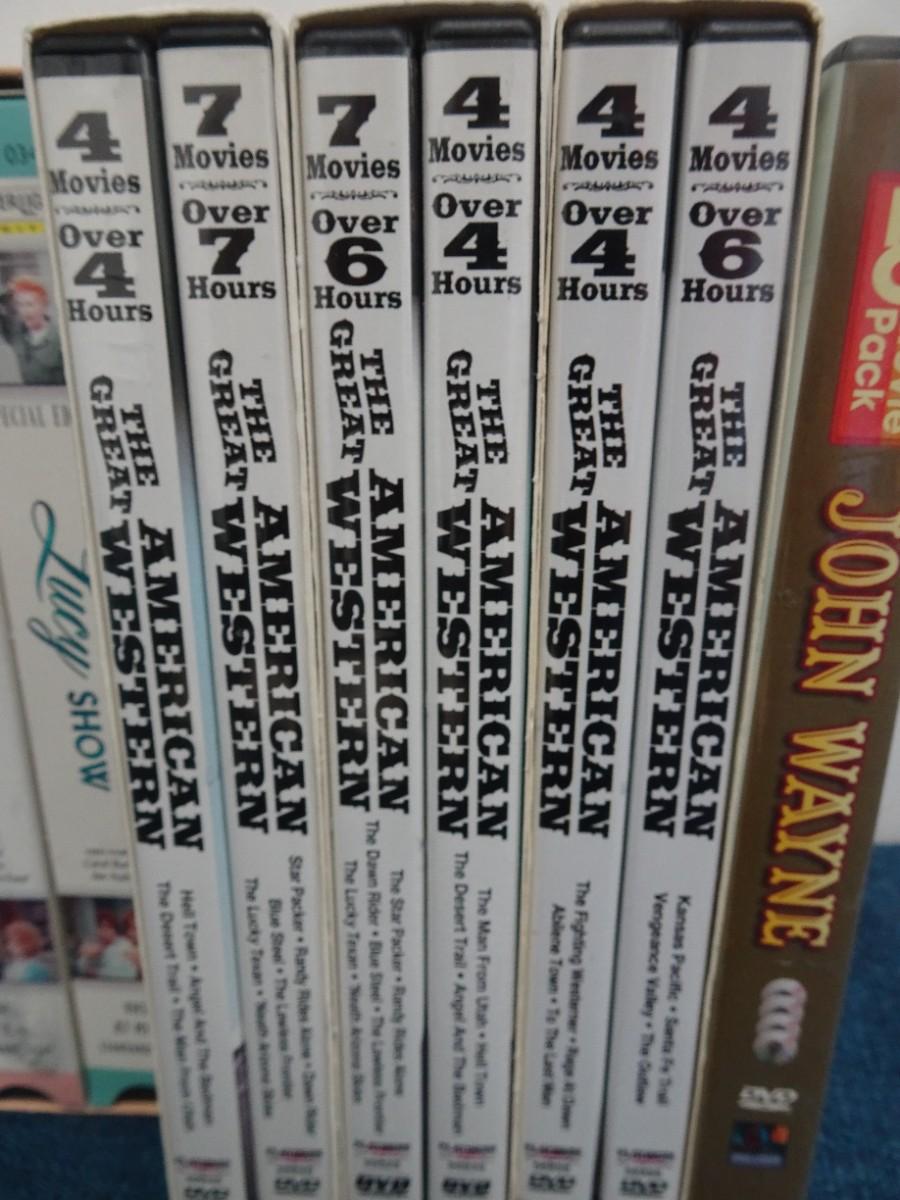 Lucy
SHOW
4
Movies
Over
4
Hours
THE
GREAT
AMERICAN
WESTERN
Hell Town • Angel And The Badman
The Desert Trail • The Man From Utah
7
Movies
Over
7
Hours
THE
GREAT
AMERICAN
WESTERN
Star Packer • Randy Rides Alone • Dawn Rider
Blue Steel • The Lawless Frontier
The Lucky Texan • 'Neath Arizona Skies
DVD
7
Movies
Over
6
Hours
THE
GREAT
AMERICAN
WESTERN
The Star Packer • Randy Rides Alone
The Dawn Rider • Blue Steel • The Lawless Frontier
The Lucky Texan • 'Neath Arizona Skies
DVD
4
Movies
Over
4
Hours
THE
GREAT
AMERICAN
WESTERN
The Man From Utah • Hell Town
The Desert Trail • Angel And The Badman
DVD
4
Movies
Over
4
Hours
THE
GREAT
AMERICAN
WESTERN
The Fighting Westerner • Rage At Dawn
Abilene Town • To The Last Man
DVD
4
Movies
Over
6
Hours
THE
GREAT
AMERICAN
WESTERN
Kansas Pacific • Santa Fe Trail
Vengeance Valley • The Outlaw
DVD
Pack
JOHN WAYNE
DVD